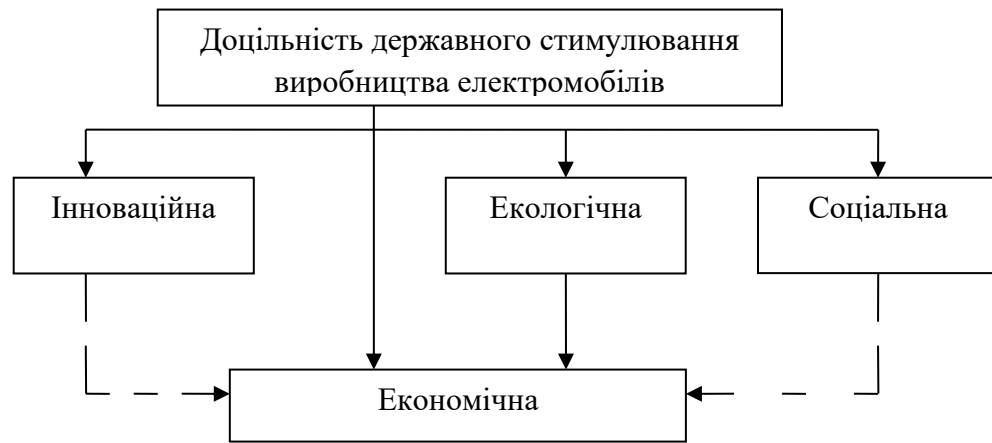 Доцільність державного стимулювання
виробництва електромобілів
Інноваційна
Екологічна
Соціальна
Економічна